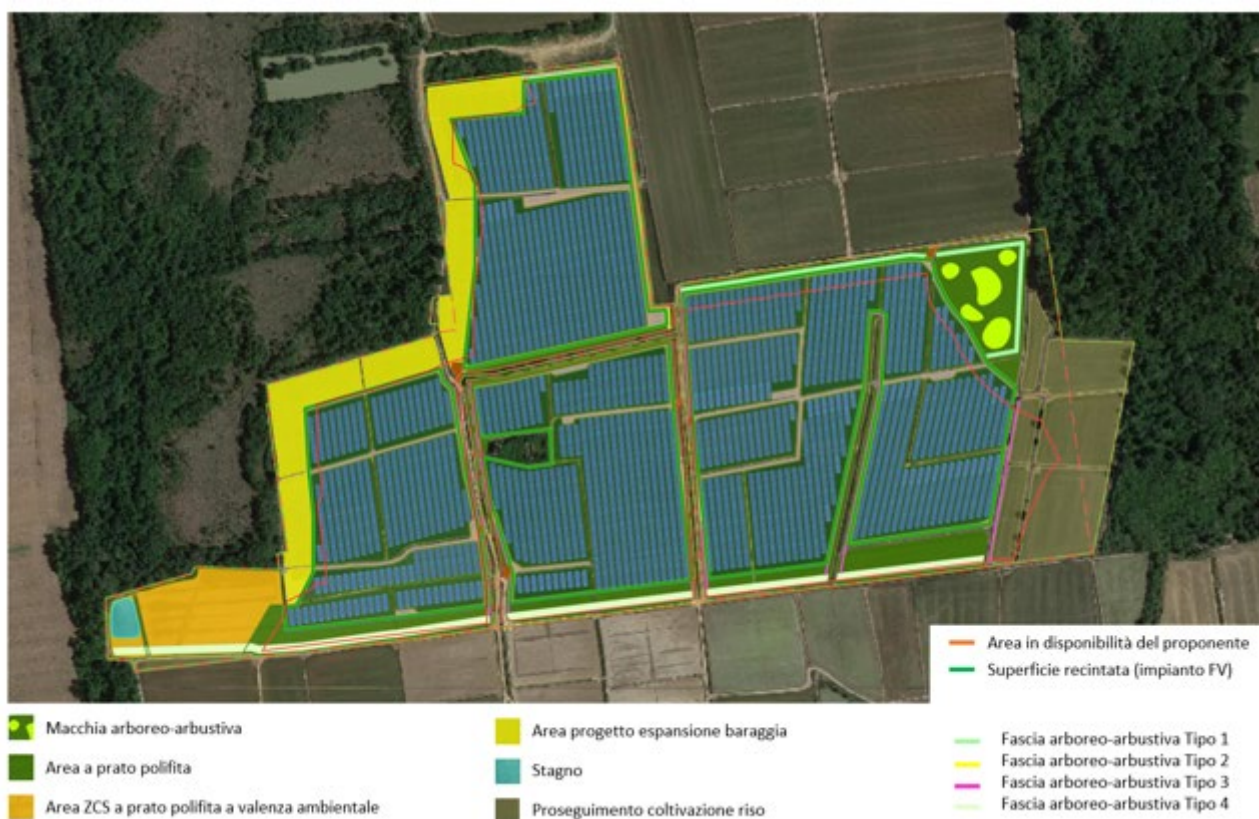 Area in disponibilità del proponente
Superficie recintata (impianto FV)
Macchia arboreo-arbustiva
Area a prato polifita
Area ZCS a prato polifita a valenza ambientale
Area progetto espansione baraggia
Stagno
Proseguimento coltivazione riso
Fascia arboreo-arbustiva Tipo 1
Fascia arboreo-arbustiva Tipo 2
Fascia arboreo-arbustiva Tipo 3
Fascia arboreo-arbustiva Tipo 4